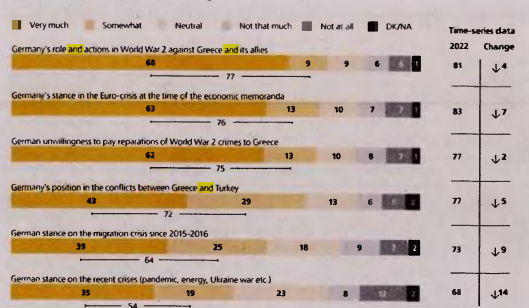 Very much Somewhat Neutral Not that much Not at all DK/NA
Time-series data
2022 Change
Germany's role and actions in World War 2 against Greece and its allies
68 9 9 6 6 1 81 ↓4
77
Germany's stance in the Euro-crisis at the time of the economic memoranda
63 13 10 7 7 1 83 ↓7
76
German unwillingness to pay reparations of World War 2 crimes to Greece
62 13 10 8 7 1 77 ↓2
75
Germany's position in the conflicts between Greece and Turkey
43 29 13 6 6 3 77 ↓5
72
German stance on the migration crisis since 2015-2016
39 25 18 9 7 2 73 ↓9
64
German stance on the recent crises (pandemic, energy, Ukraine war etc.)
35 19 23 8 12 2 68 ↓14
54